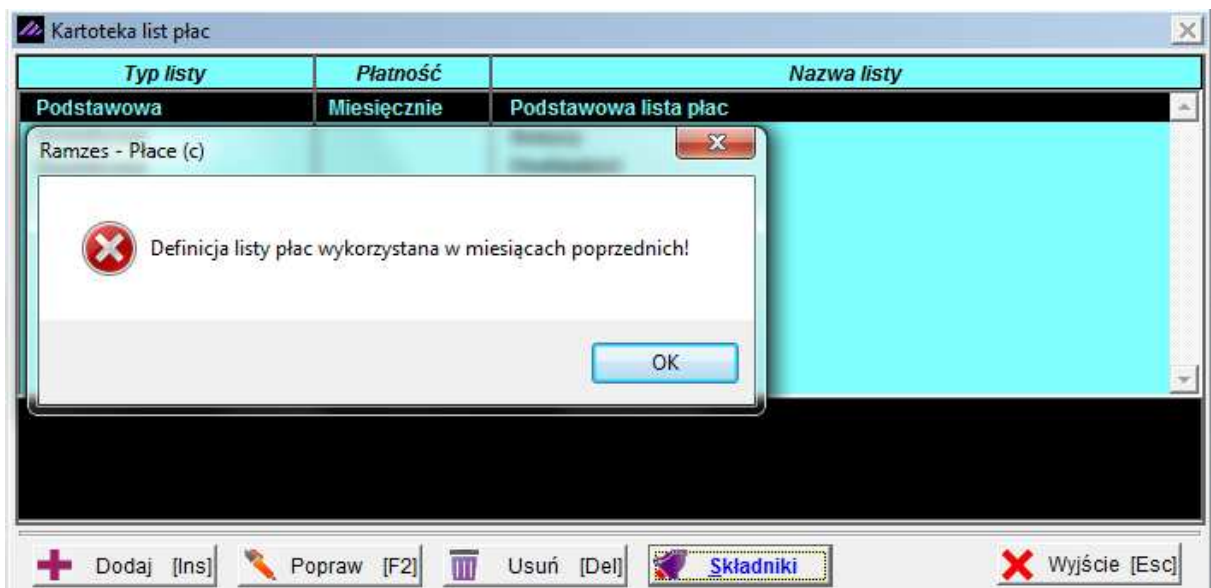 Kartoteka list płac
Typ listy Płatność Nazwa listy
Podstawowa Miesięcznie Podstawowa lista płac
Ramzes - Płace (c)
Definicja listy płac wykorzystana w miesiącach poprzednich!
OK
Dodaj [Ins] Popraw [F2] Usuń [Del] Składniki Wyjście [Esc]